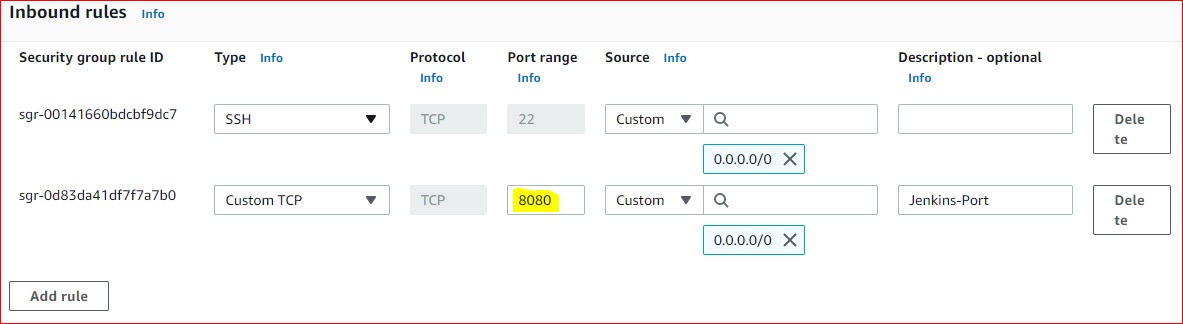 Inbound rules Info
Security group rule ID Type Info Protocol Info Port range Info Source Info Description - optional Info
sgr-00141660bdcbf9dc7 SSH TCP 22 Custom Delete
0.0.0.0/0
sgr-0d83da41df7f7a7b0 Custom TCP TCP 8080 Custom Jenkins-Port Delete
0.0.0.0/0
Add rule